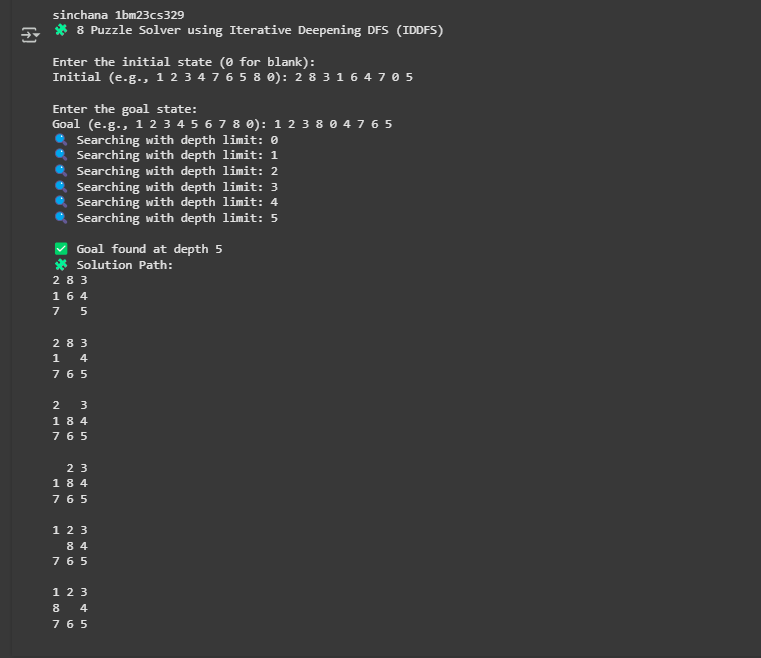 sinchana 1bm23cs329
🧩 8 Puzzle Solver using Iterative Deepening DFS (IDDFS)

Enter the initial state (0 for blank):
Initial (e.g., 1 2 3 4 7 6 5 8 0): 2 8 3 1 6 4 7 0 5

Enter the goal state:
Goal (e.g., 1 2 3 4 5 6 7 8 0): 1 2 3 8 0 4 7 6 5
🔍 Searching with depth limit: 0
🔍 Searching with depth limit: 1
🔍 Searching with depth limit: 2
🔍 Searching with depth limit: 3
🔍 Searching with depth limit: 4
🔍 Searching with depth limit: 5

✅ Goal found at depth 5
🧩 Solution Path:
2 8 3
1 6 4
7   5

2 8 3
1   4
7 6 5

2   3
1 8 4
7 6 5

  2 3
1 8 4
7 6 5

1 2 3
  8 4
7 6 5

1 2 3
8   4
7 6 5